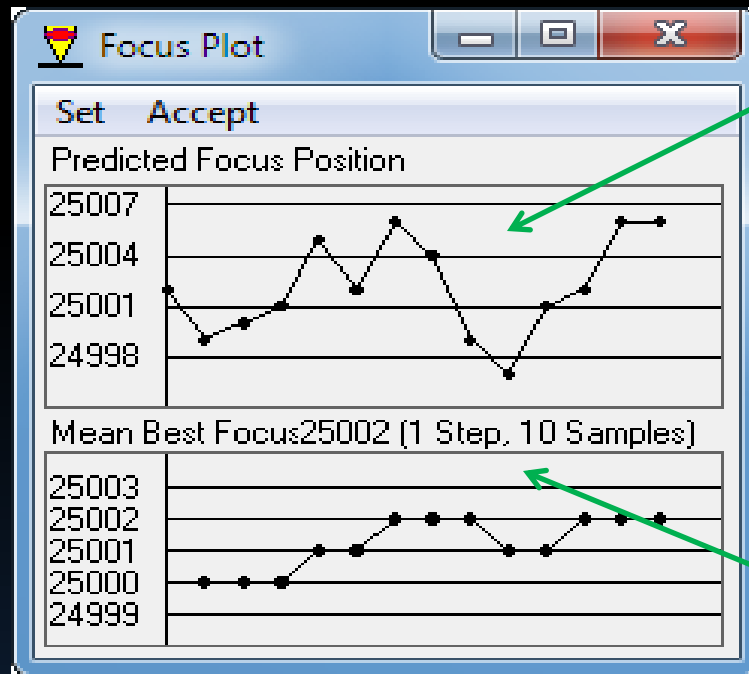 Focus Plot
Set Accept
Predicted Focus Position
25007
25004
25001
24998
Mean Best Focus25002 (1 Step, 10 Samples)
25003
25002
25001
25000
24999